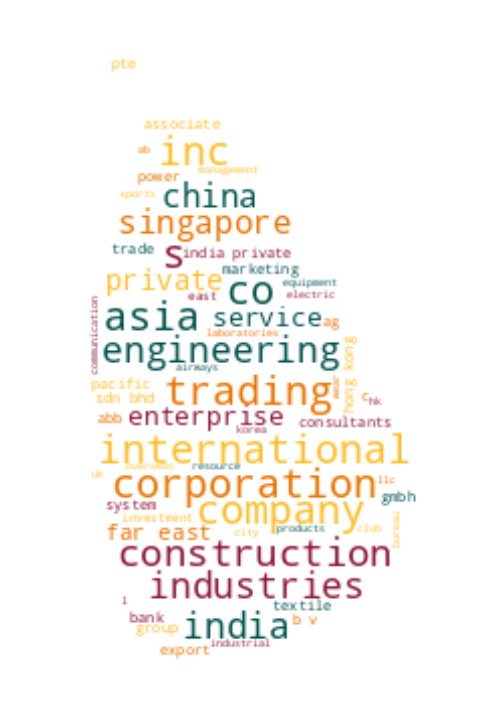 pte
associate
ab inc
management
power
sports china
singapore
trade s india private
marketing
private co equipment
east electric
communication
asia service ag
laboratories
engineering hong kong
airways
pacific
sdn bhd trading wear c hk
abb enterprise consultants
korea
international
overseas resource
uk corporation llc
gmbh
system company
investment
far east city products club bureau
construction
industries
l textile
bank india b v
group
industrial
export